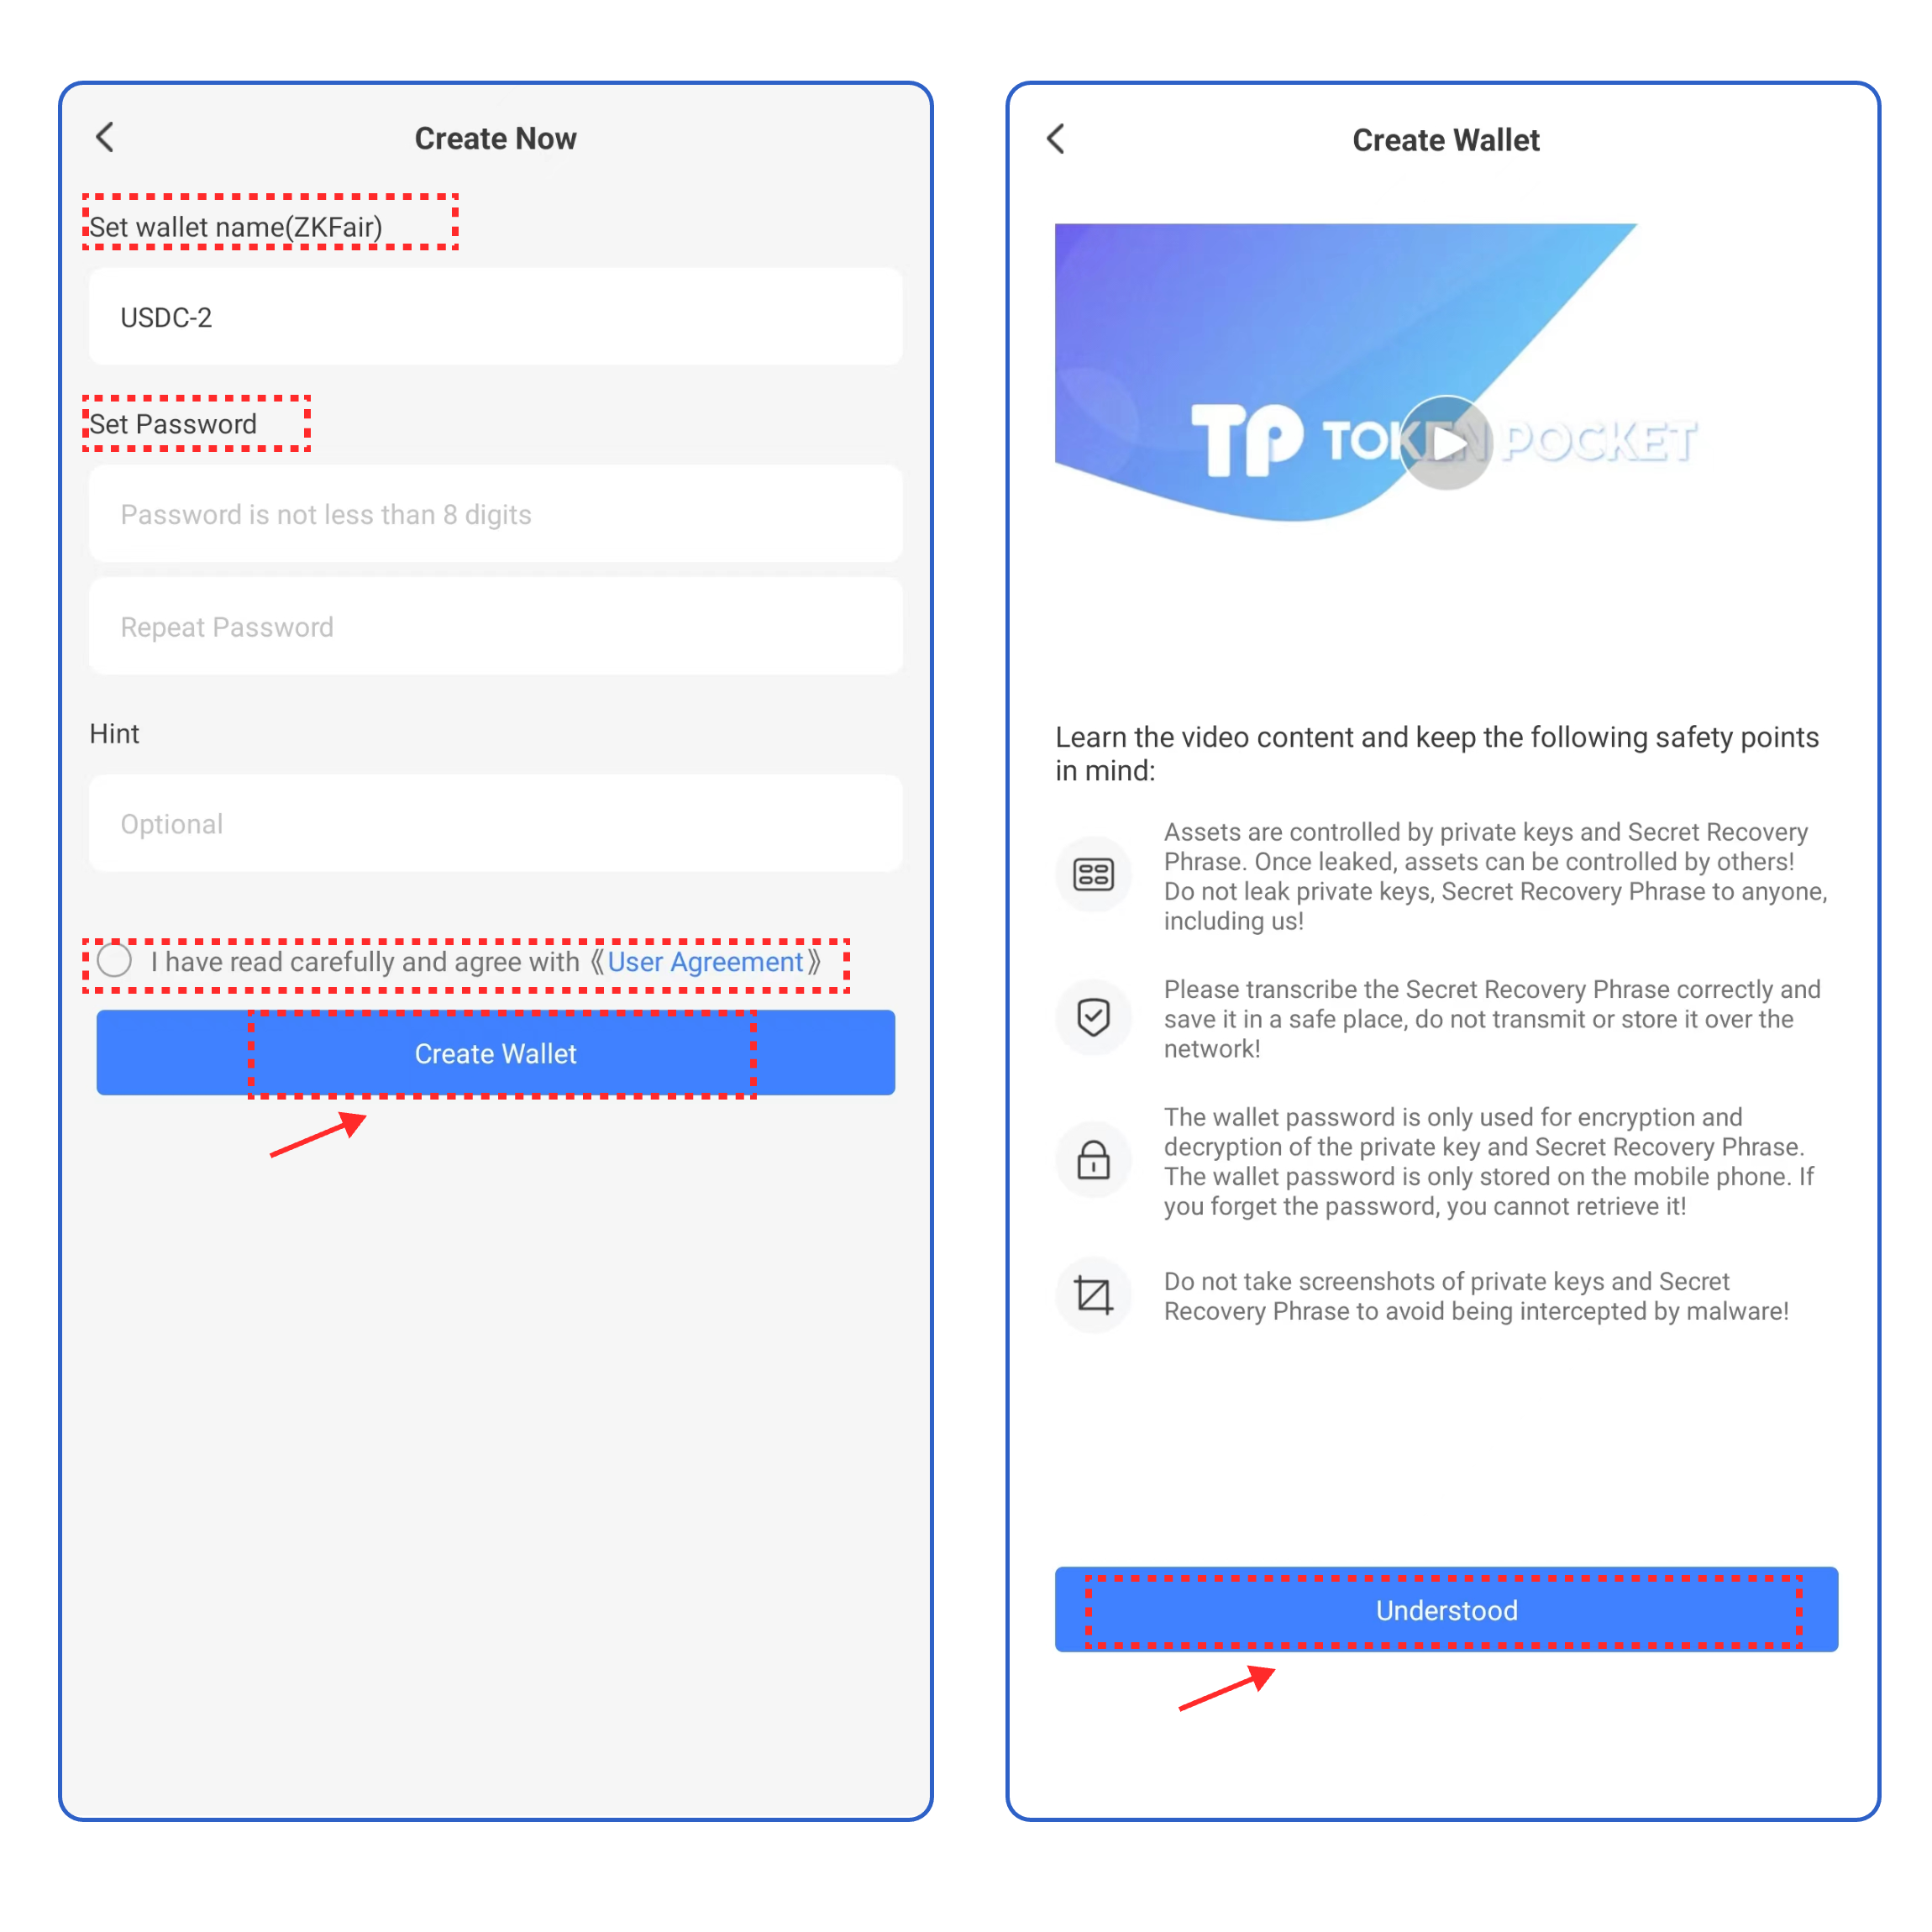 Create Now
Set wallet name(ZKFair)
USDC-2
Set Password
Password is not less than 8 digits
Repeat Password
Hint
Optional
I have read carefully and agree with《User Agreement》
Create Wallet
Create Wallet
TP TOKEN POCKET
Learn the video content and keep the following safety points
in mind:
Assets are controlled by private keys and Secret Recovery
Phrase. Once leaked, assets can be controlled by others!
Do not leak private keys, Secret Recovery Phrase to anyone,
including us!
Please transcribe the Secret Recovery Phrase correctly and
save it in a safe place, do not transmit or store it over the
network!
The wallet password is only used for encryption and
decryption of the private key and Secret Recovery Phrase.
The wallet password is only stored on the mobile phone. If
you forget the password, you cannot retrieve it!
Do not take screenshots of private keys and Secret
Recovery Phrase to avoid being intercepted by malware!
Understood